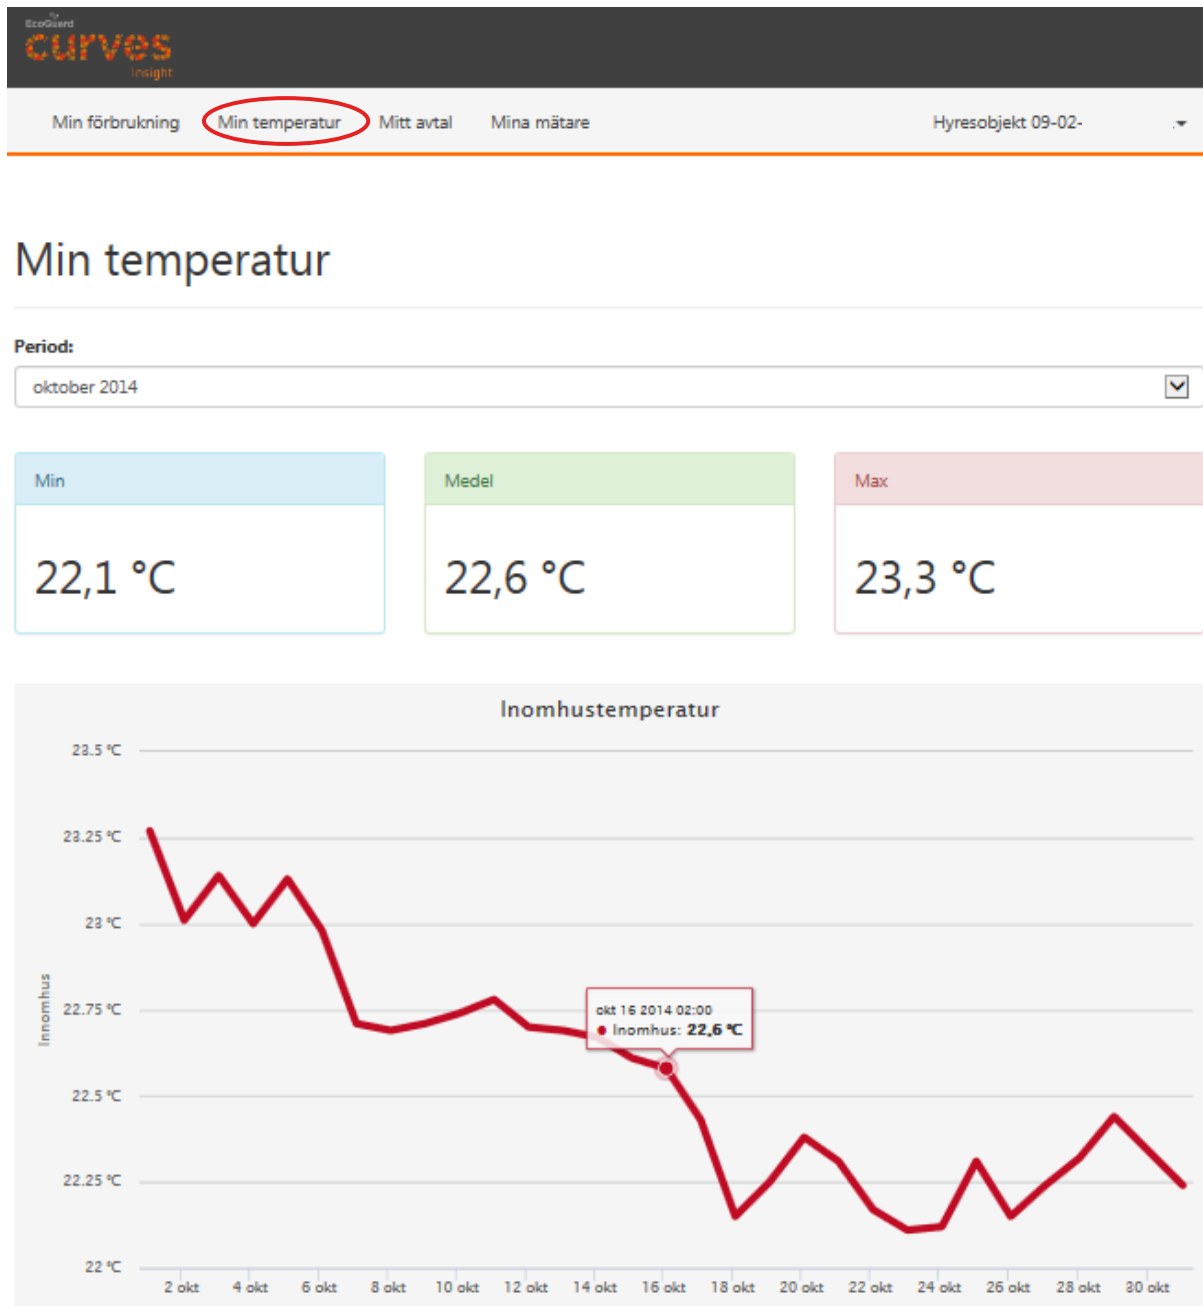 EcoGuard
curves
insight
Min förbrukning Min temperatur Mitt avtal Mina mätare Hyresobjekt 09-02-
Min temperatur
Period:
oktober 2014
Min Medel Max
22,1 °C 22,6 °C 23,3 °C
Inomhustemperatur
23.5 °C
23.25 °C
23 °C
22.75 °C
22.5 °C
22.25 °C
22 °C
Innomhus
okt 16 2014 02:00
● Inomhus: 22,6 °C
2 okt 4 okt 6 okt 8 okt 10 okt 12 okt 14 okt 16 okt 18 okt 20 okt 22 okt 24 okt 26 okt 28 okt 30 okt